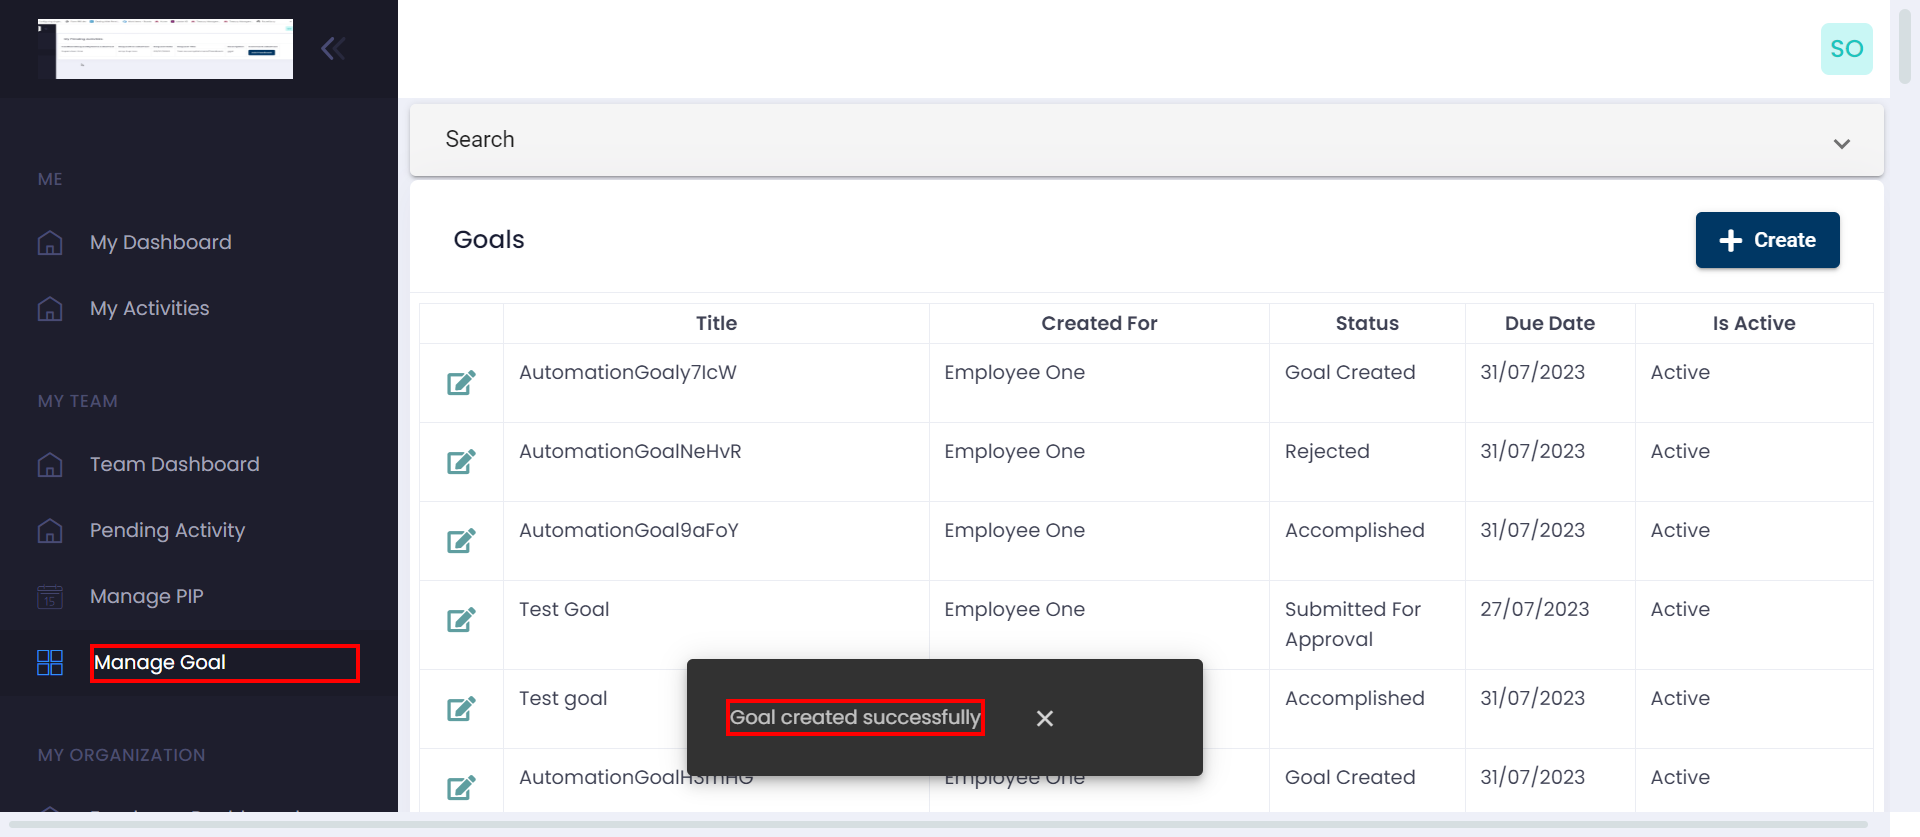 SO
ME
My Dashboard
My Activities
MY TEAM
Team Dashboard
Pending Activity
15
Manage PIP
Manage Goal
MY ORGANIZATION
Search
Goals
Create
Title Created For Status Due Date Is Active
AutomationGoaly7IcW Employee One Goal Created 31/07/2023 Active
AutomationGoalNeHvR Employee One Rejected 31/07/2023 Active
AutomationGoal9aFoY Employee One Accomplished 31/07/2023 Active
Test Goal Employee One Submitted For 27/07/2023 Active
Approval
Test goal Accomplished 31/07/2023 Active
Goal created successfully
Employee One Goal Created 31/07/2023 Active